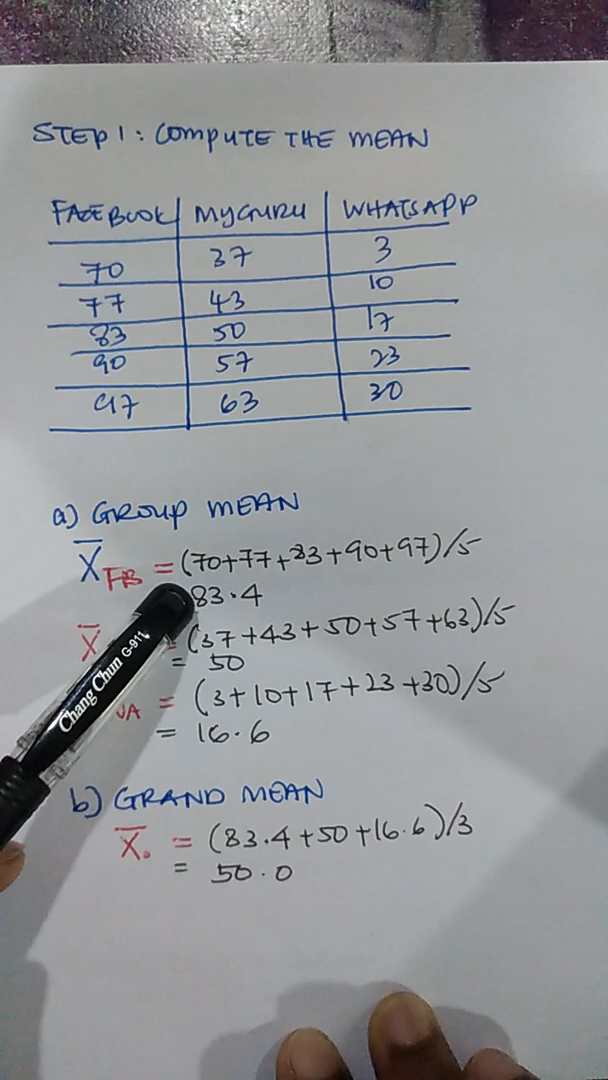 STEP 1: COMPUTE THE MEAN
FACEBOOK MYGURU WHATSAPP
70 37 3
77 43 10
83 50 17
90 57 23
97 63 30
a) GROUP MEAN
X̄ FB = (70+77+83+90+97)/5
83.4
X̄ = (37+43+50+57+63)/5
= 50
WA = (3+10+17+23+30)/5
= 16.6
b) GRAND MEAN
X̄. = (83.4+50+16.6)/3
= 50.0
Chang Chun G-911